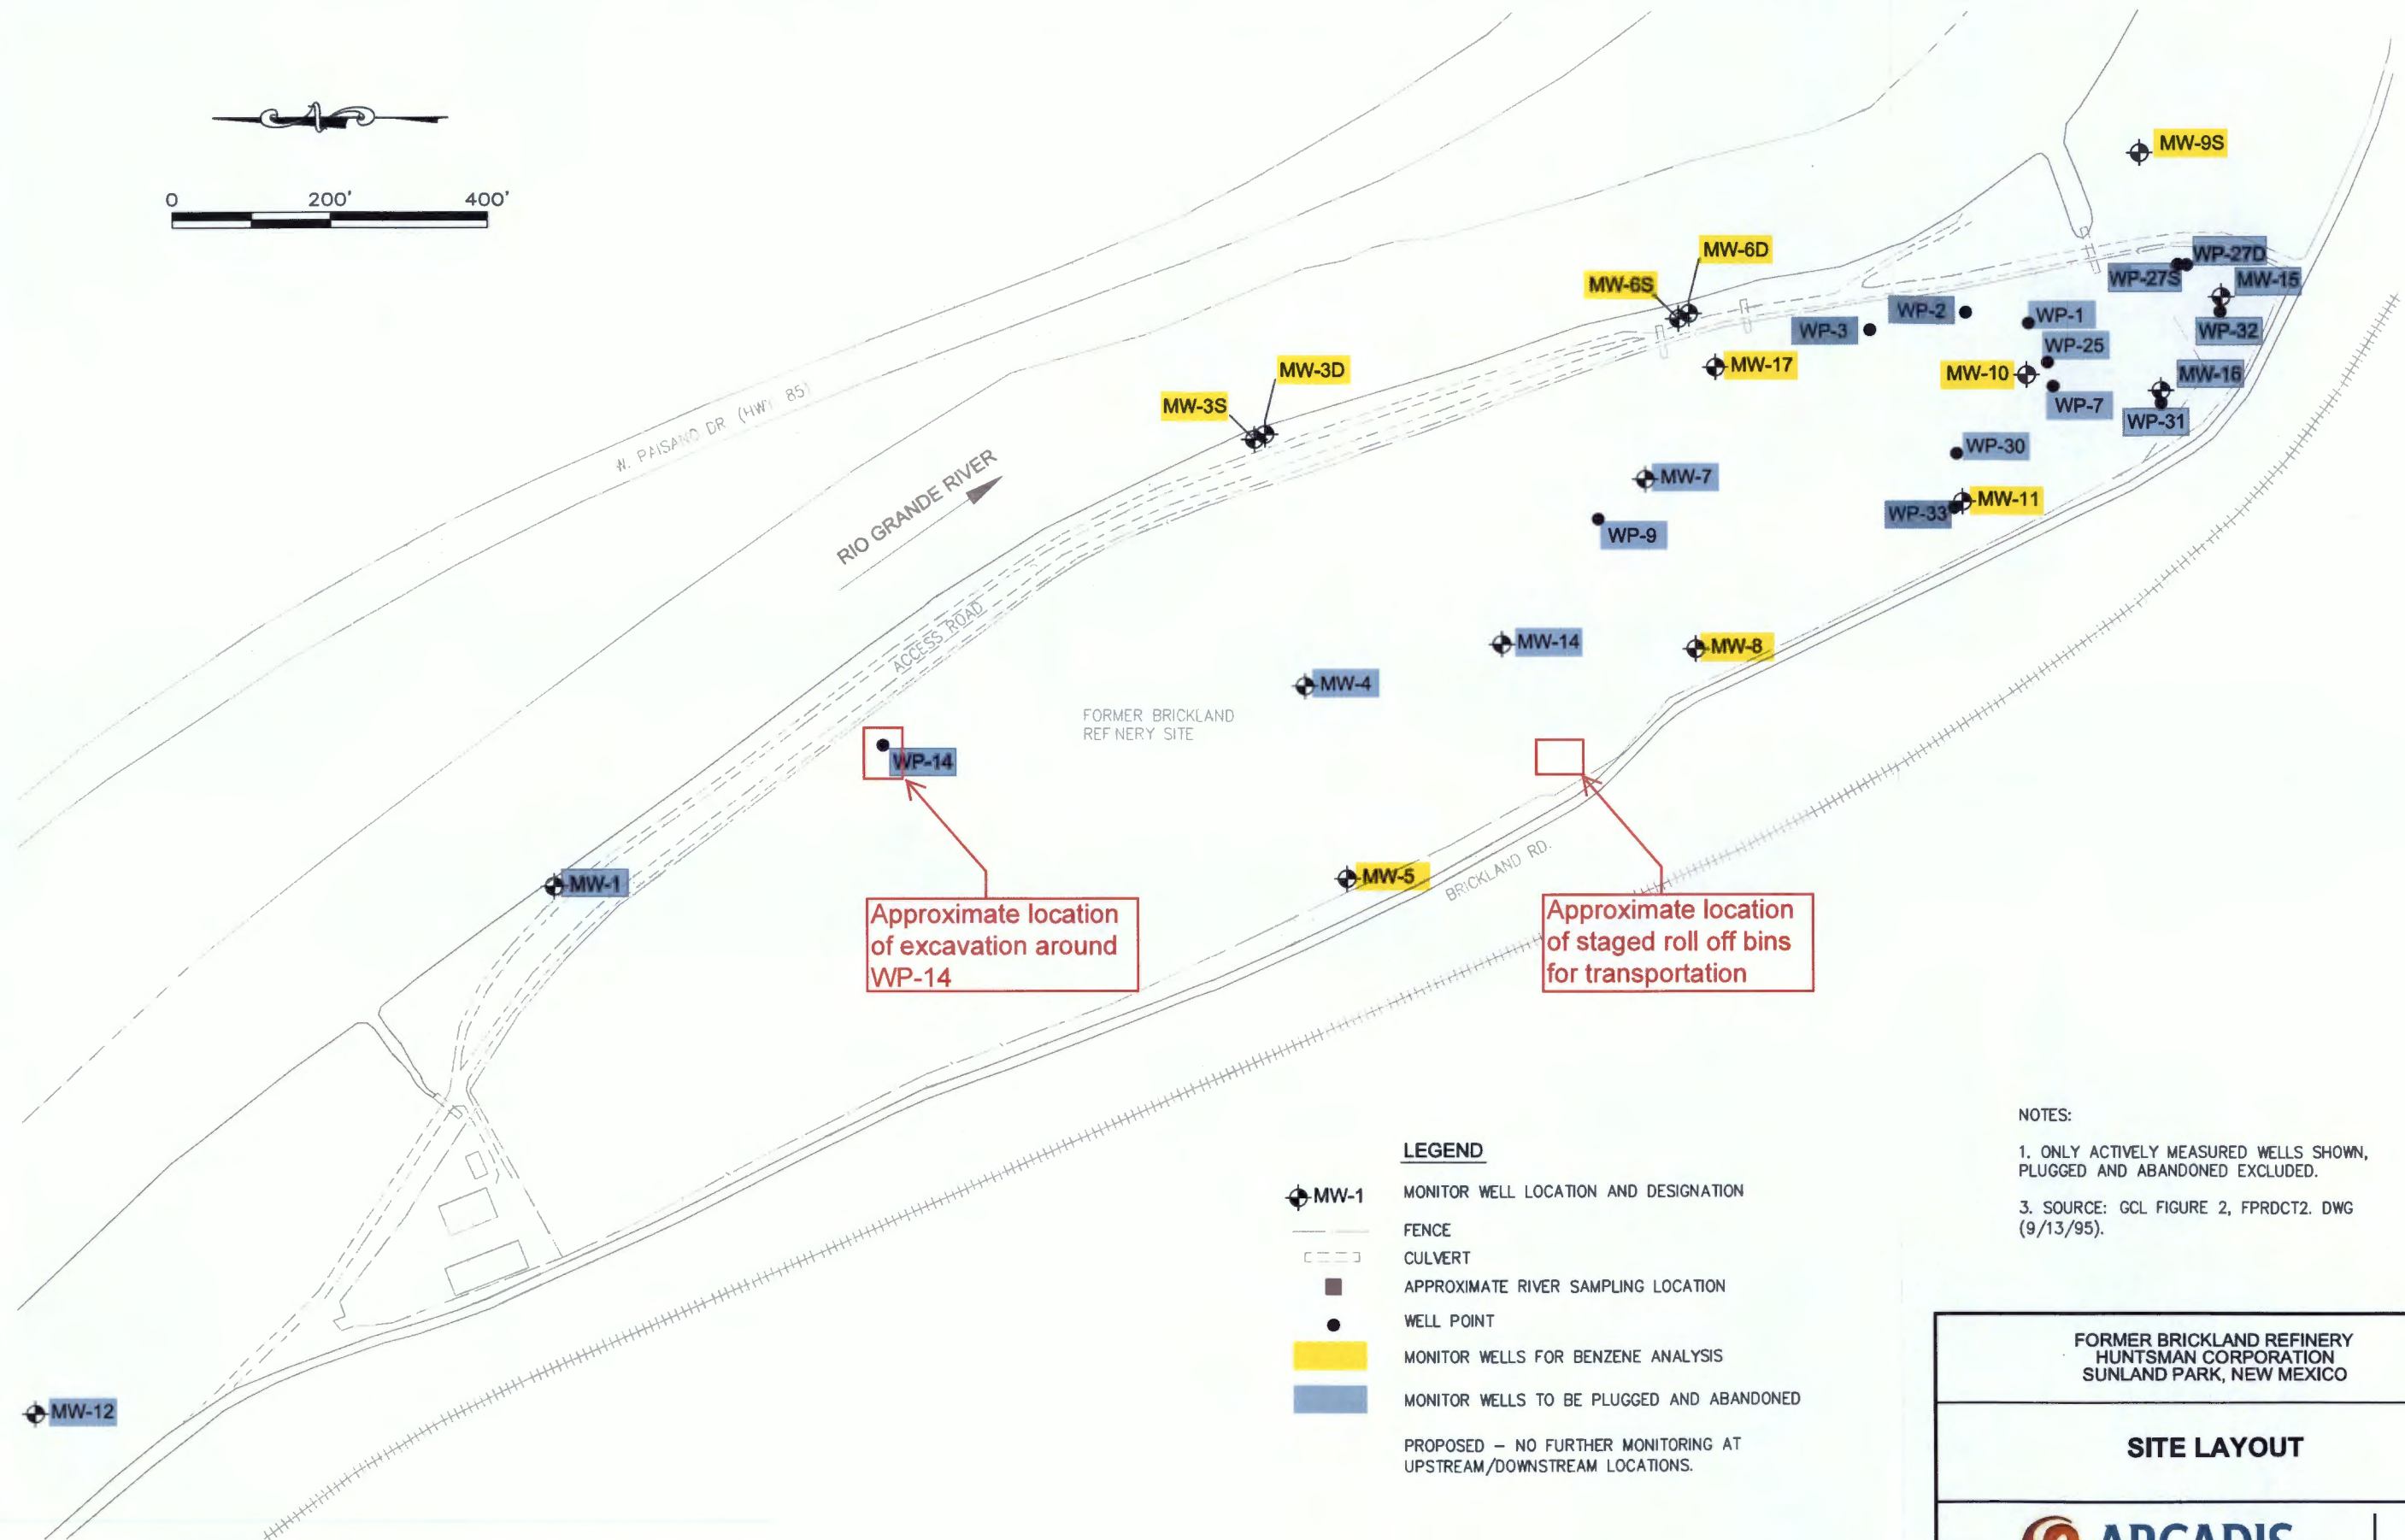 0 200' 400'
MW-9S
MW-6D
WP-27D
WP-27S
MW-15
MW-6S
WP-2
WP-1
WP-3
WP-32
WP-25
MW-3D
MW-17
MW-10
MW-16
MW-3S
WP-7
WP-31
W. PAISANO DR (HWY 85)
WP-30
RIO GRANDE RIVER
MW-7
MW-11
WP-33
WP-9
ACCESS ROAD
MW-14
MW-8
MW-4
FORMER BRICKLAND
REFINERY SITE
WP-14
MW-1
MW-5
BRICKLAND RD.
Approximate location
of excavation around
WP-14
Approximate location
of staged roll off bins
for transportation
MW-12
LEGEND
MW-1 MONITOR WELL LOCATION AND DESIGNATION
FENCE
CULVERT
APPROXIMATE RIVER SAMPLING LOCATION
WELL POINT
MONITOR WELLS FOR BENZENE ANALYSIS
MONITOR WELLS TO BE PLUGGED AND ABANDONED
PROPOSED – NO FURTHER MONITORING AT
UPSTREAM/DOWNSTREAM LOCATIONS.
NOTES:
1. ONLY ACTIVELY MEASURED WELLS SHOWN,
PLUGGED AND ABANDONED EXCLUDED.
3. SOURCE: GCL FIGURE 2, FPRDCT2. DWG
(9/13/95).
FORMER BRICKLAND REFINERY
HUNTSMAN CORPORATION
SUNLAND PARK, NEW MEXICO
SITE LAYOUT
ARCADIS